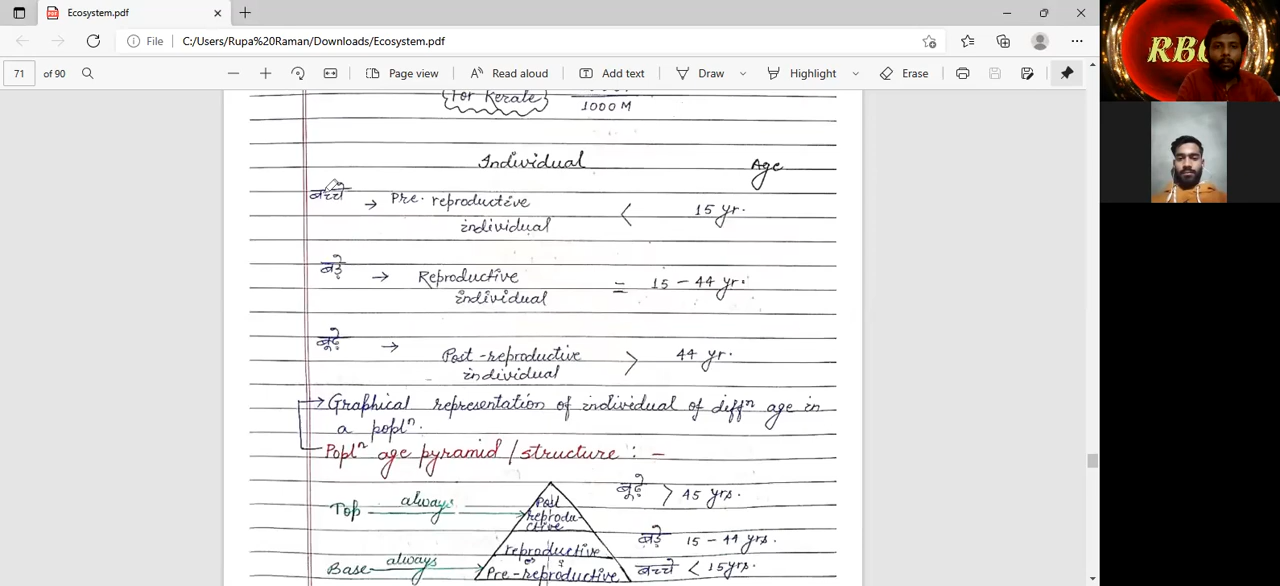 Ecosystem.pdf
File C:/Users/Rupa%20Raman/Downloads/Ecosystem.pdf
71 of 90 Page view Read aloud Add text Draw Highlight Erase
RBC
{For Kerala}
1000 M
Individual Age
बच्चे → Pre-reproductive individual < 15 yr.
बड़े → Reproductive individual = 15 - 44 yr.
बूढ़े → Post-reproductive individual > 44 yr.
→ Graphical representation of individual of diffⁿ age in
a poplⁿ.
Poplⁿ age pyramid / structure : -
Top always → Post reproductive बूढ़े > 45 yrs.
reproductive बड़े 15 - 44 yrs.
Base always → Pre-reproductive बच्चे < 15 yrs.